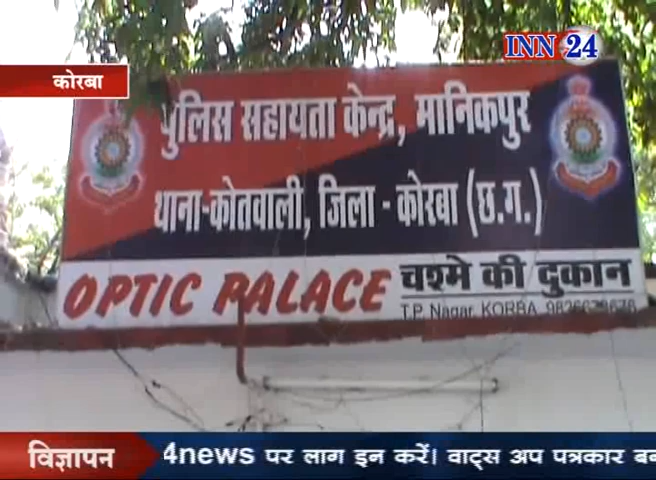 INN 24
कोरबा
पुलिस सहायता केन्द्र, मानिकपुर
थाना-कोतवाली, जिला - कोरबा (छ.ग.)
OPTIC PALACE चश्मे की दुकान
T.P. Nagar, KORBA
विज्ञापन 4news पर लाग इन करें। वाट्स अप पत्रकार